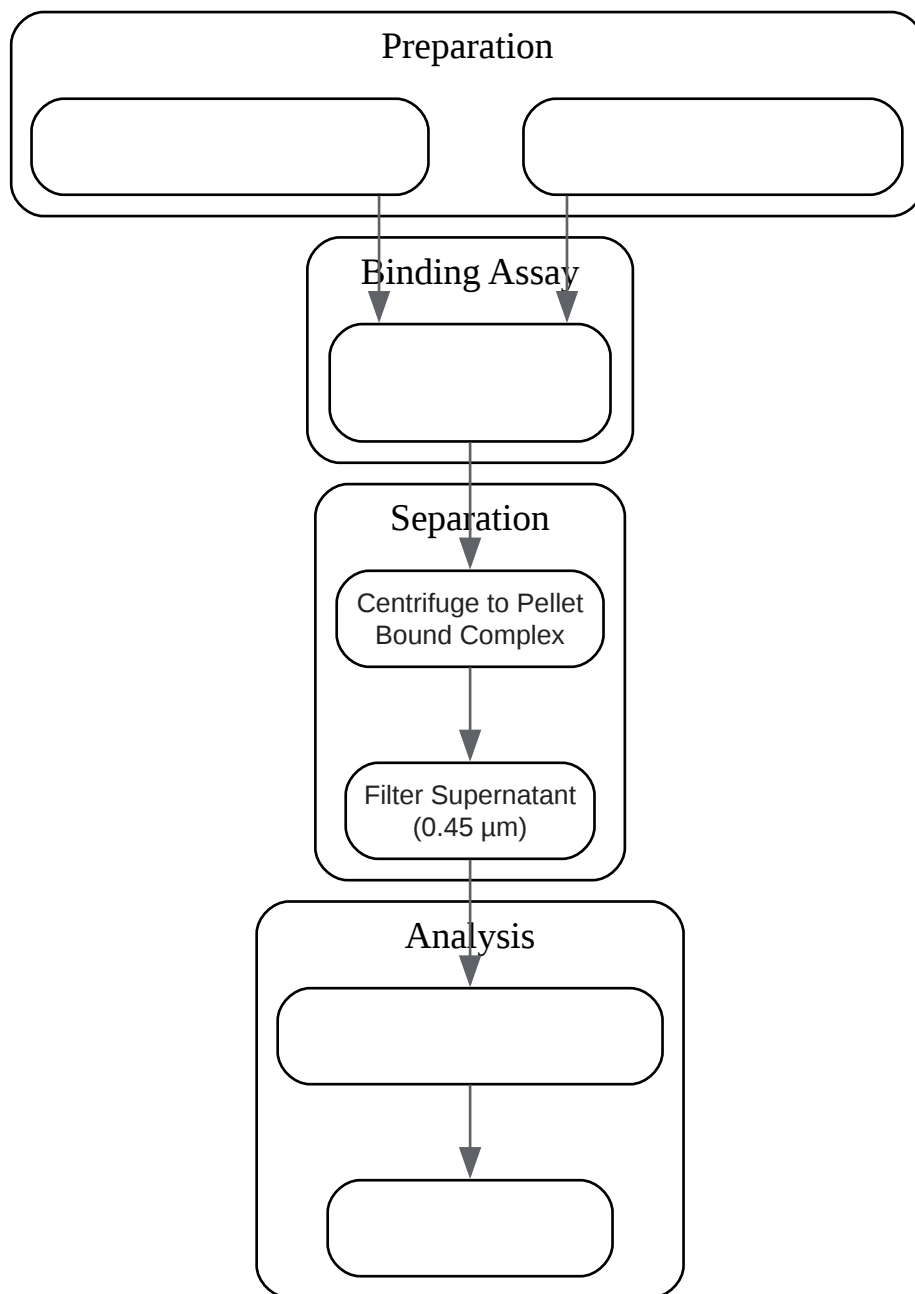 Preparation
Binding Assay
Separation
Centrifuge to Pellet
Bound Complex
Filter Supernatant
(0.45 µm)
Analysis